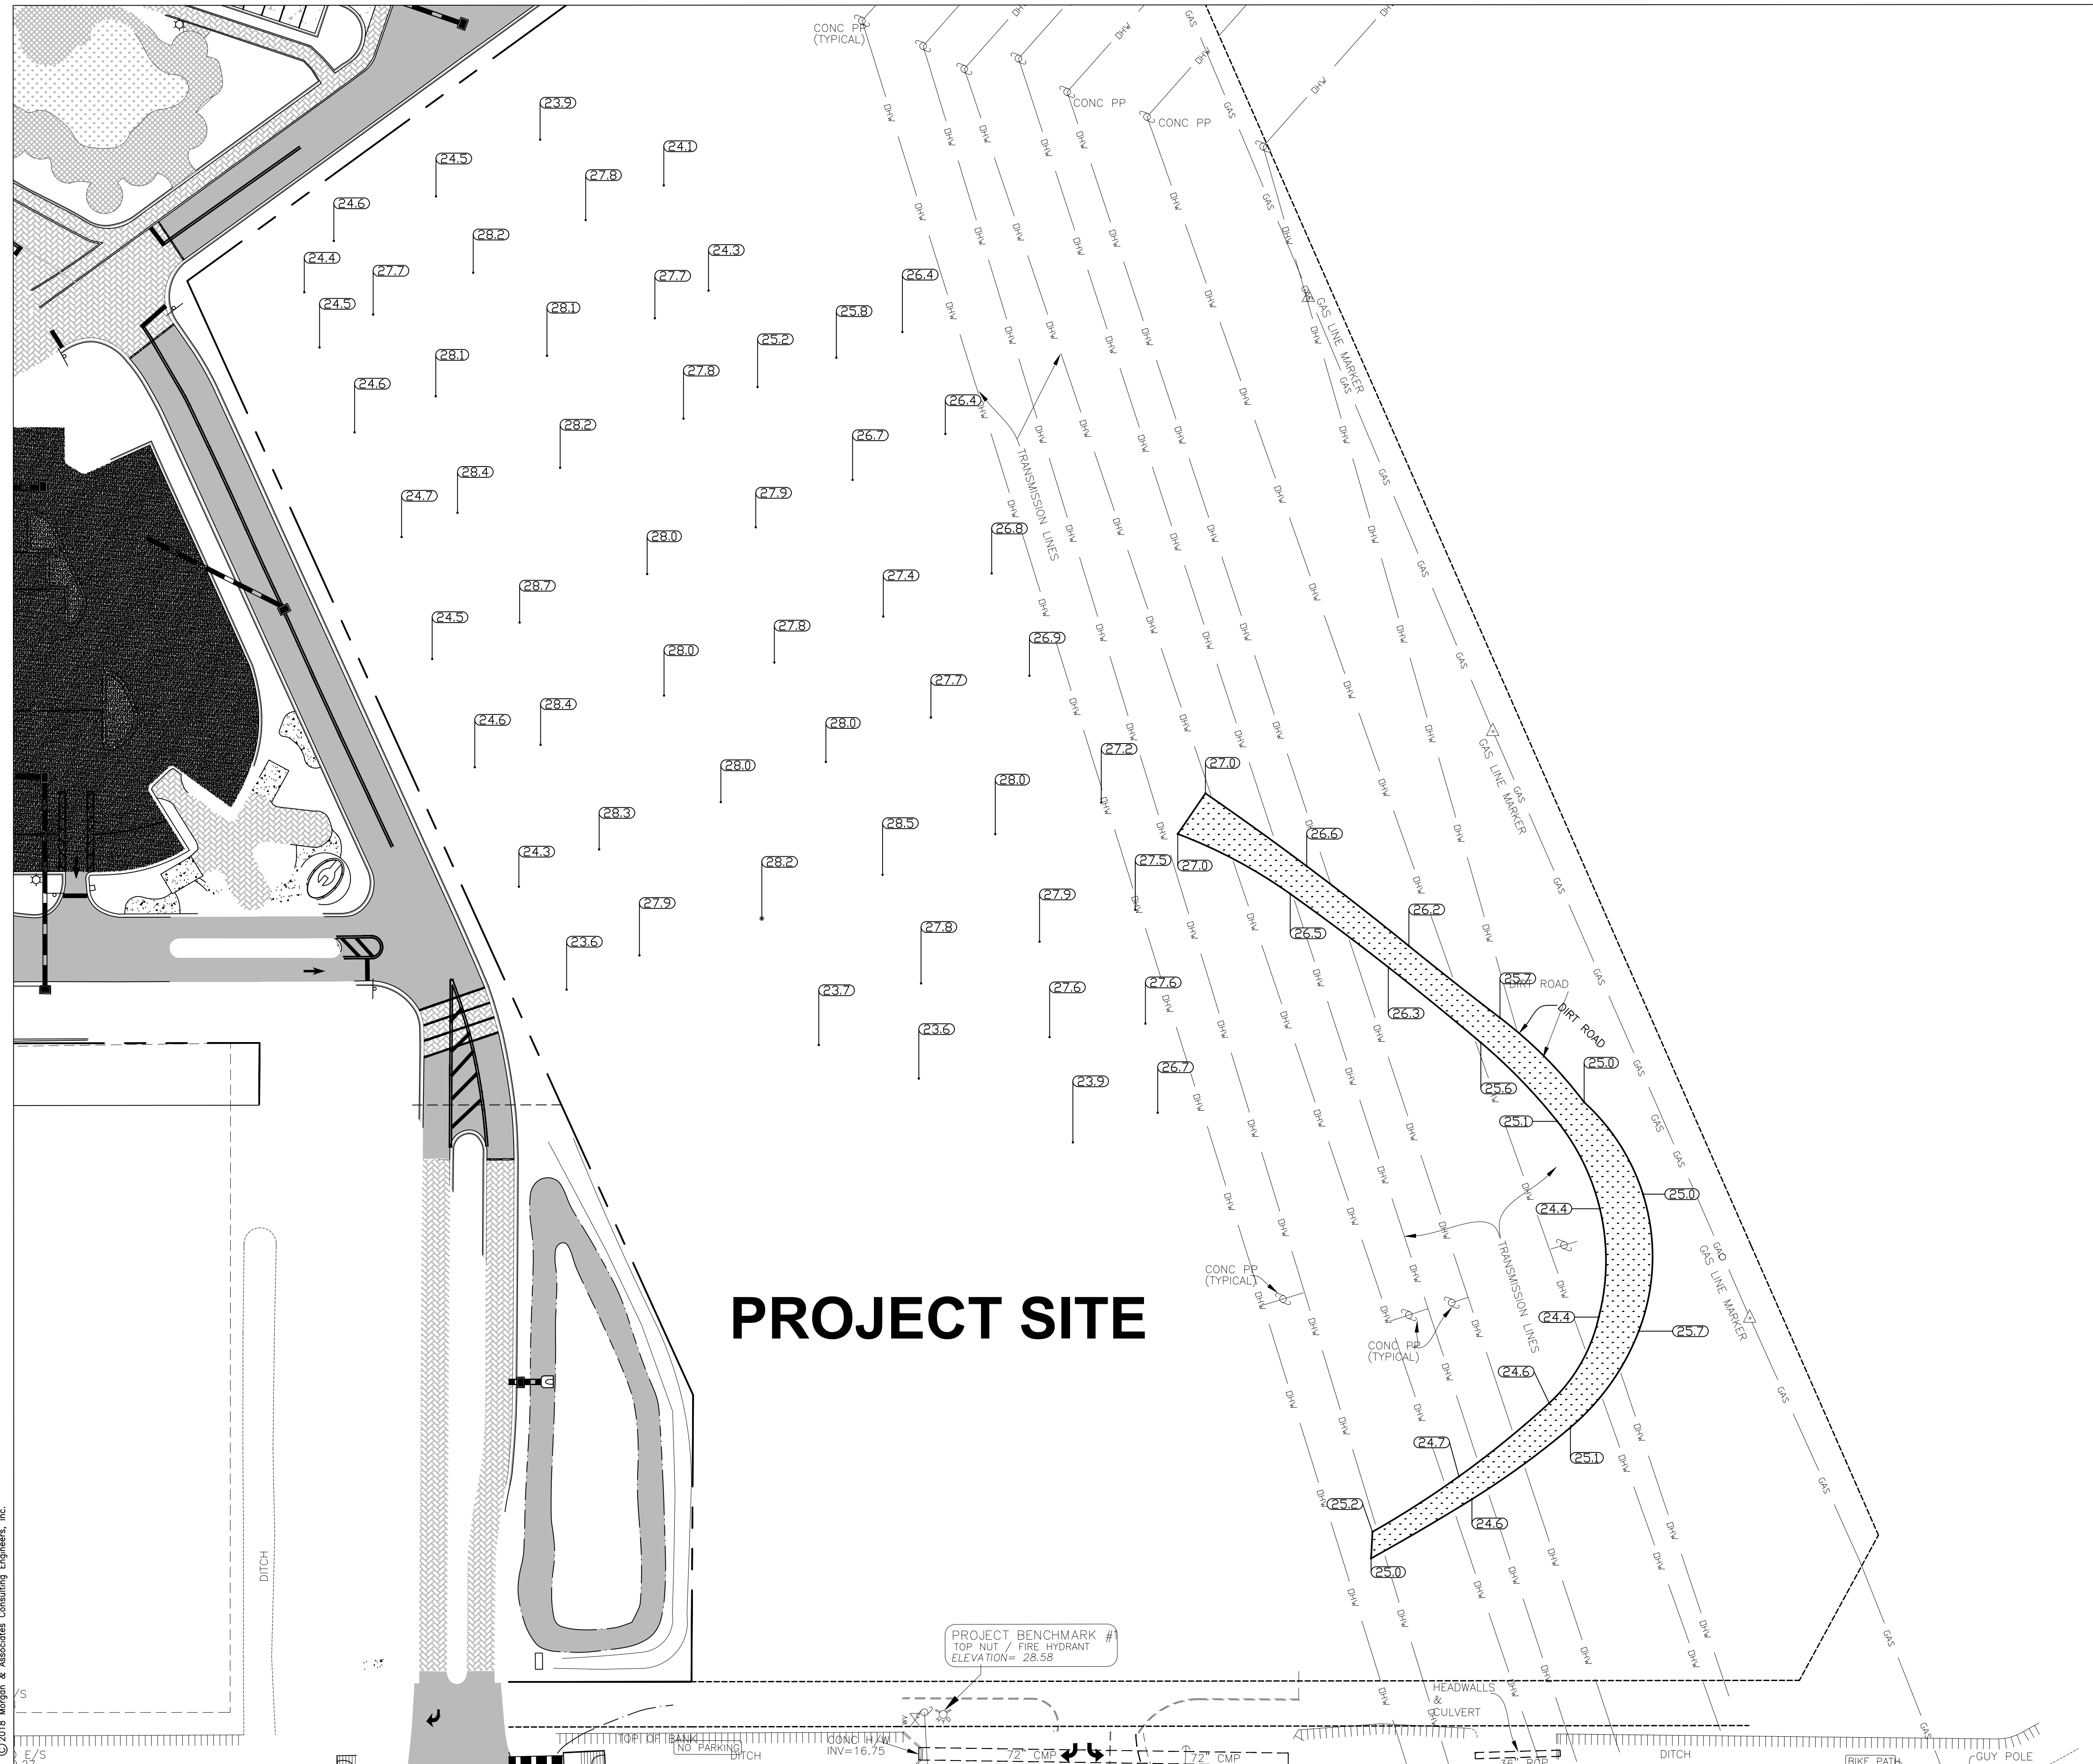 CONC PP
(TYPICAL)
OHW
OHW
OHW
OHW
GAS
CONC PP
CONC PP
23.9
24.5
24.1
27.8
24.6
28.2
24.4
27.7
24.3
27.7
26.4
24.5
28.1
25.8
25.2
28.1
24.6
27.8
26.4
28.2
26.7
28.4
24.7
27.9
26.8
28.0
27.4
28.7
24.5
27.8
26.9
28.0
27.7
28.4
24.6
28.0
27.2
27.0
28.0
28.0
28.3
28.5
26.6
24.3
28.2
27.5
27.0
27.9
27.9
26.2
26.5
27.8
23.6
25.7
23.7
27.6
27.6
26.3
23.6
25.0
26.7
23.9
25.6
25.1
25.0
24.4
24.4
25.7
24.6
24.7
25.1
25.2
24.6
25.0
GAS LINE MARKER
TRANSMISSION LINES
GAS LINE MARKER
DIRT ROAD
DIRT ROAD
TRANSMISSION LINES
GAS LINE MARKER
CONC PP
(TYPICAL)
CONC PP
(TYPICAL)
PROJECT SITE
DITCH
PROJECT BENCHMARK #1
TOP NUT / FIRE HYDRANT
ELEVATION= 28.58
HEADWALLS
&
CULVERT
TOP OF BANK
NO PARKING
DITCH
CONC H/W
INV=16.75
72" CMP
72" CMP
DITCH
BIKE PATH
GUY POLE
E/S
©2018 Morgan & Associates Consulting Engineers, Inc.